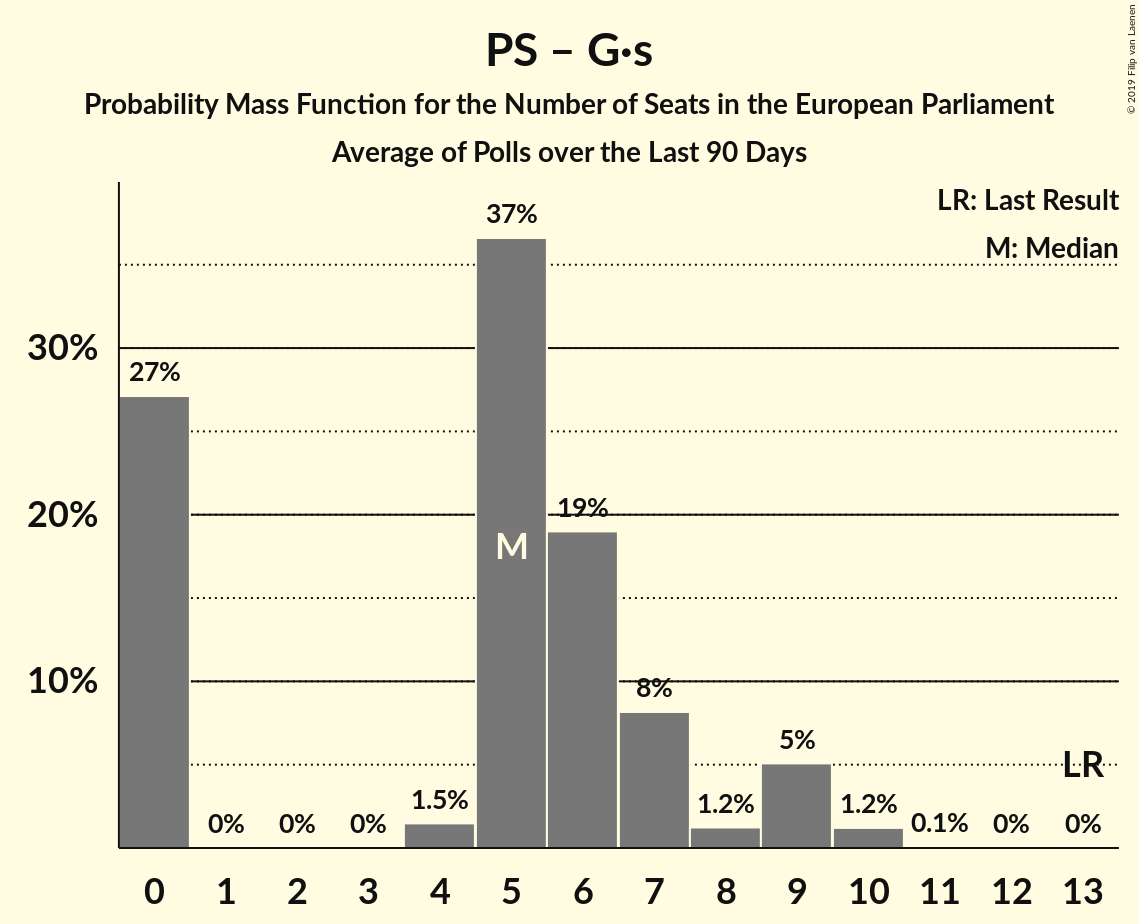 PS – G·s
Probability Mass Function for the Number of Seats in the European Parliament
Average of Polls over the Last 90 Days
© 2019 Filip van Laenen
LR: Last Result
M: Median
37%
30%
27%
20%
19%
M
10%
8%
5%
LR
1.5%
1.2%
1.2%
0%
0%
0%
0.1%
0%
0%
0 1 2 3 4 5 6 7 8 9 10 11 12 13